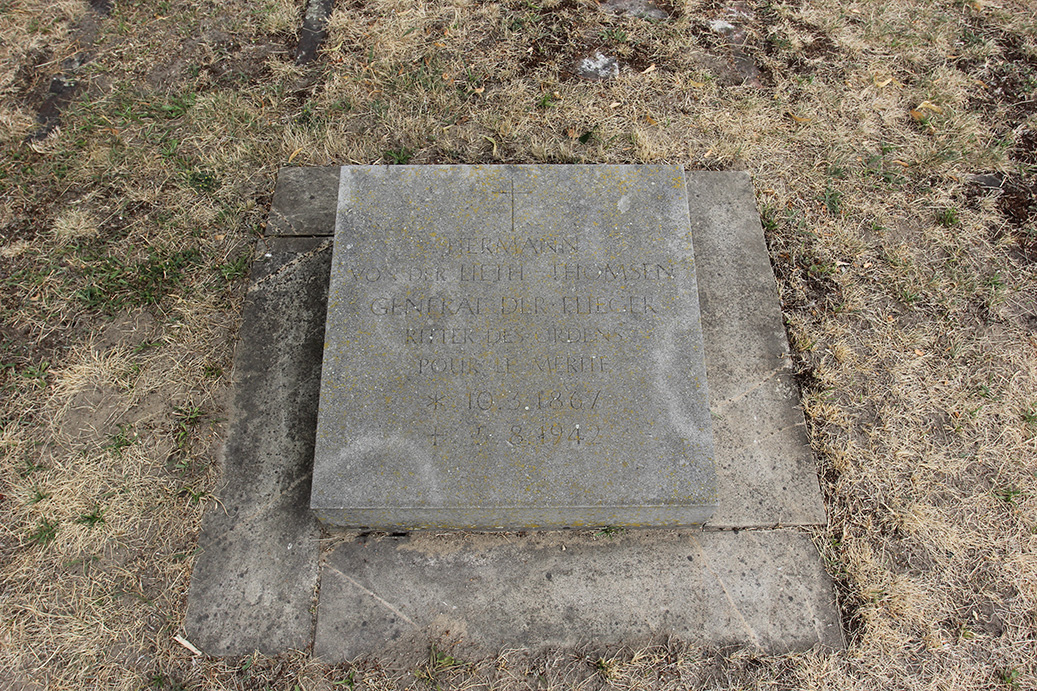 HERMANN
VON DER LIETH-THOMSEN
GENERAL DER FLIEGER
RITTER DES ORDENS
POUR LE MERITE
* 10.3.1867
† 5.8.1942